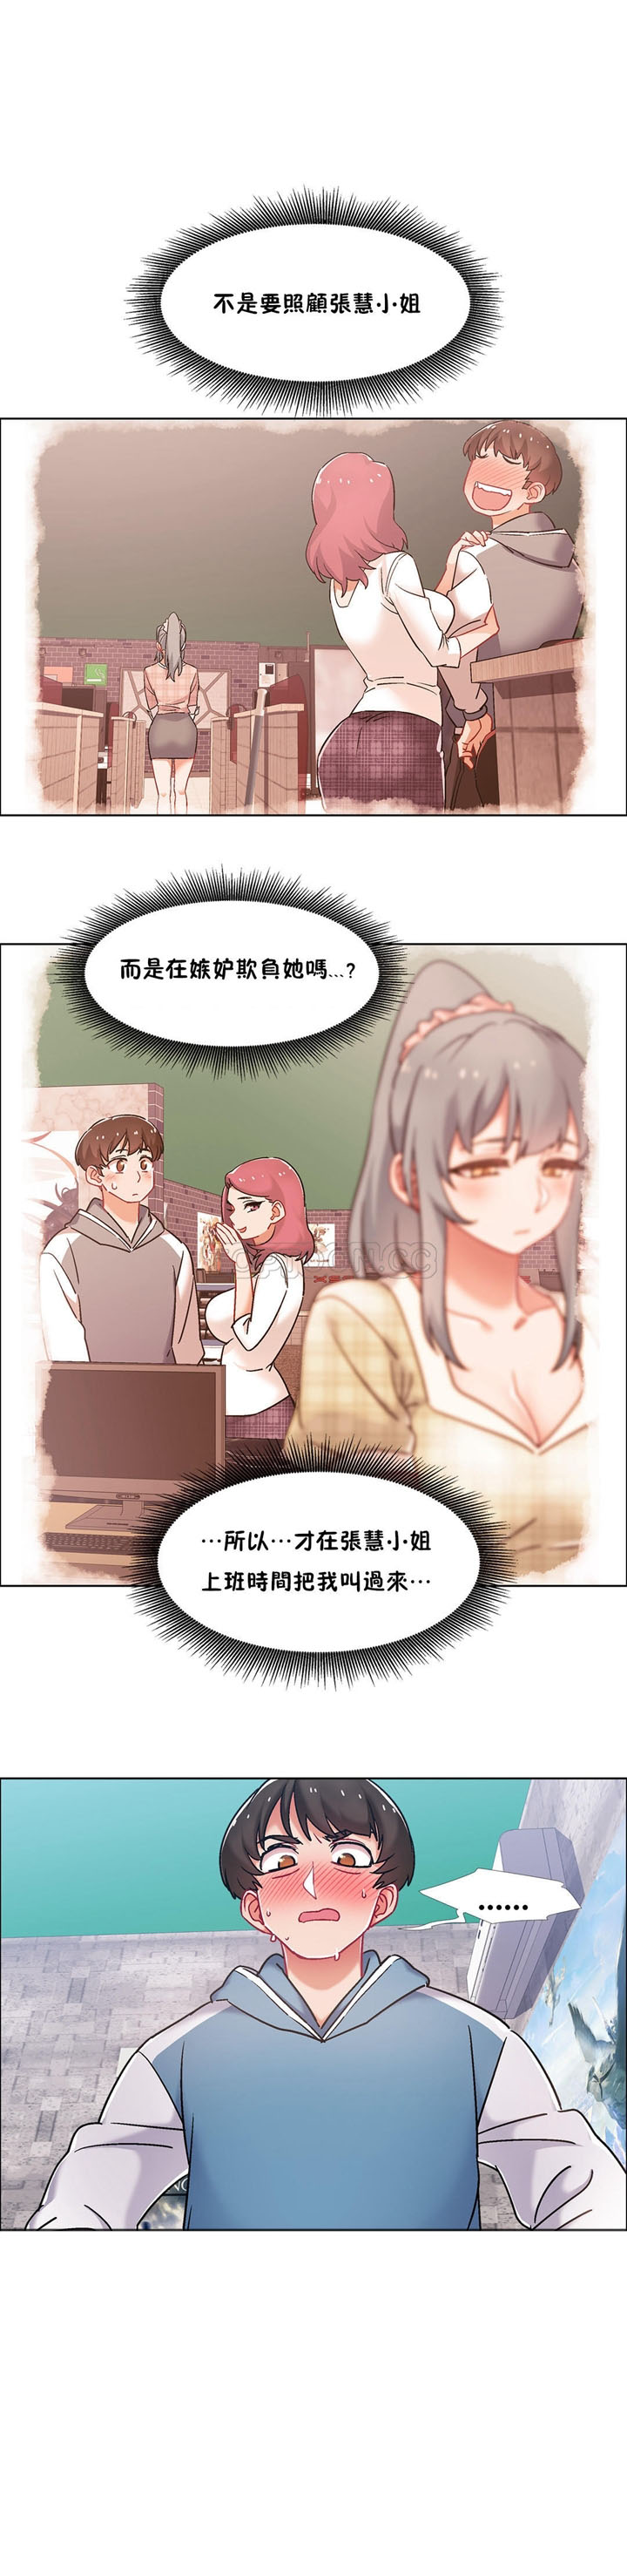 不是要照顧張慧小姐
而是在嫉妒欺負她嗎...?
…所以…才在張慧小姐
上班時間把我叫過來…
......